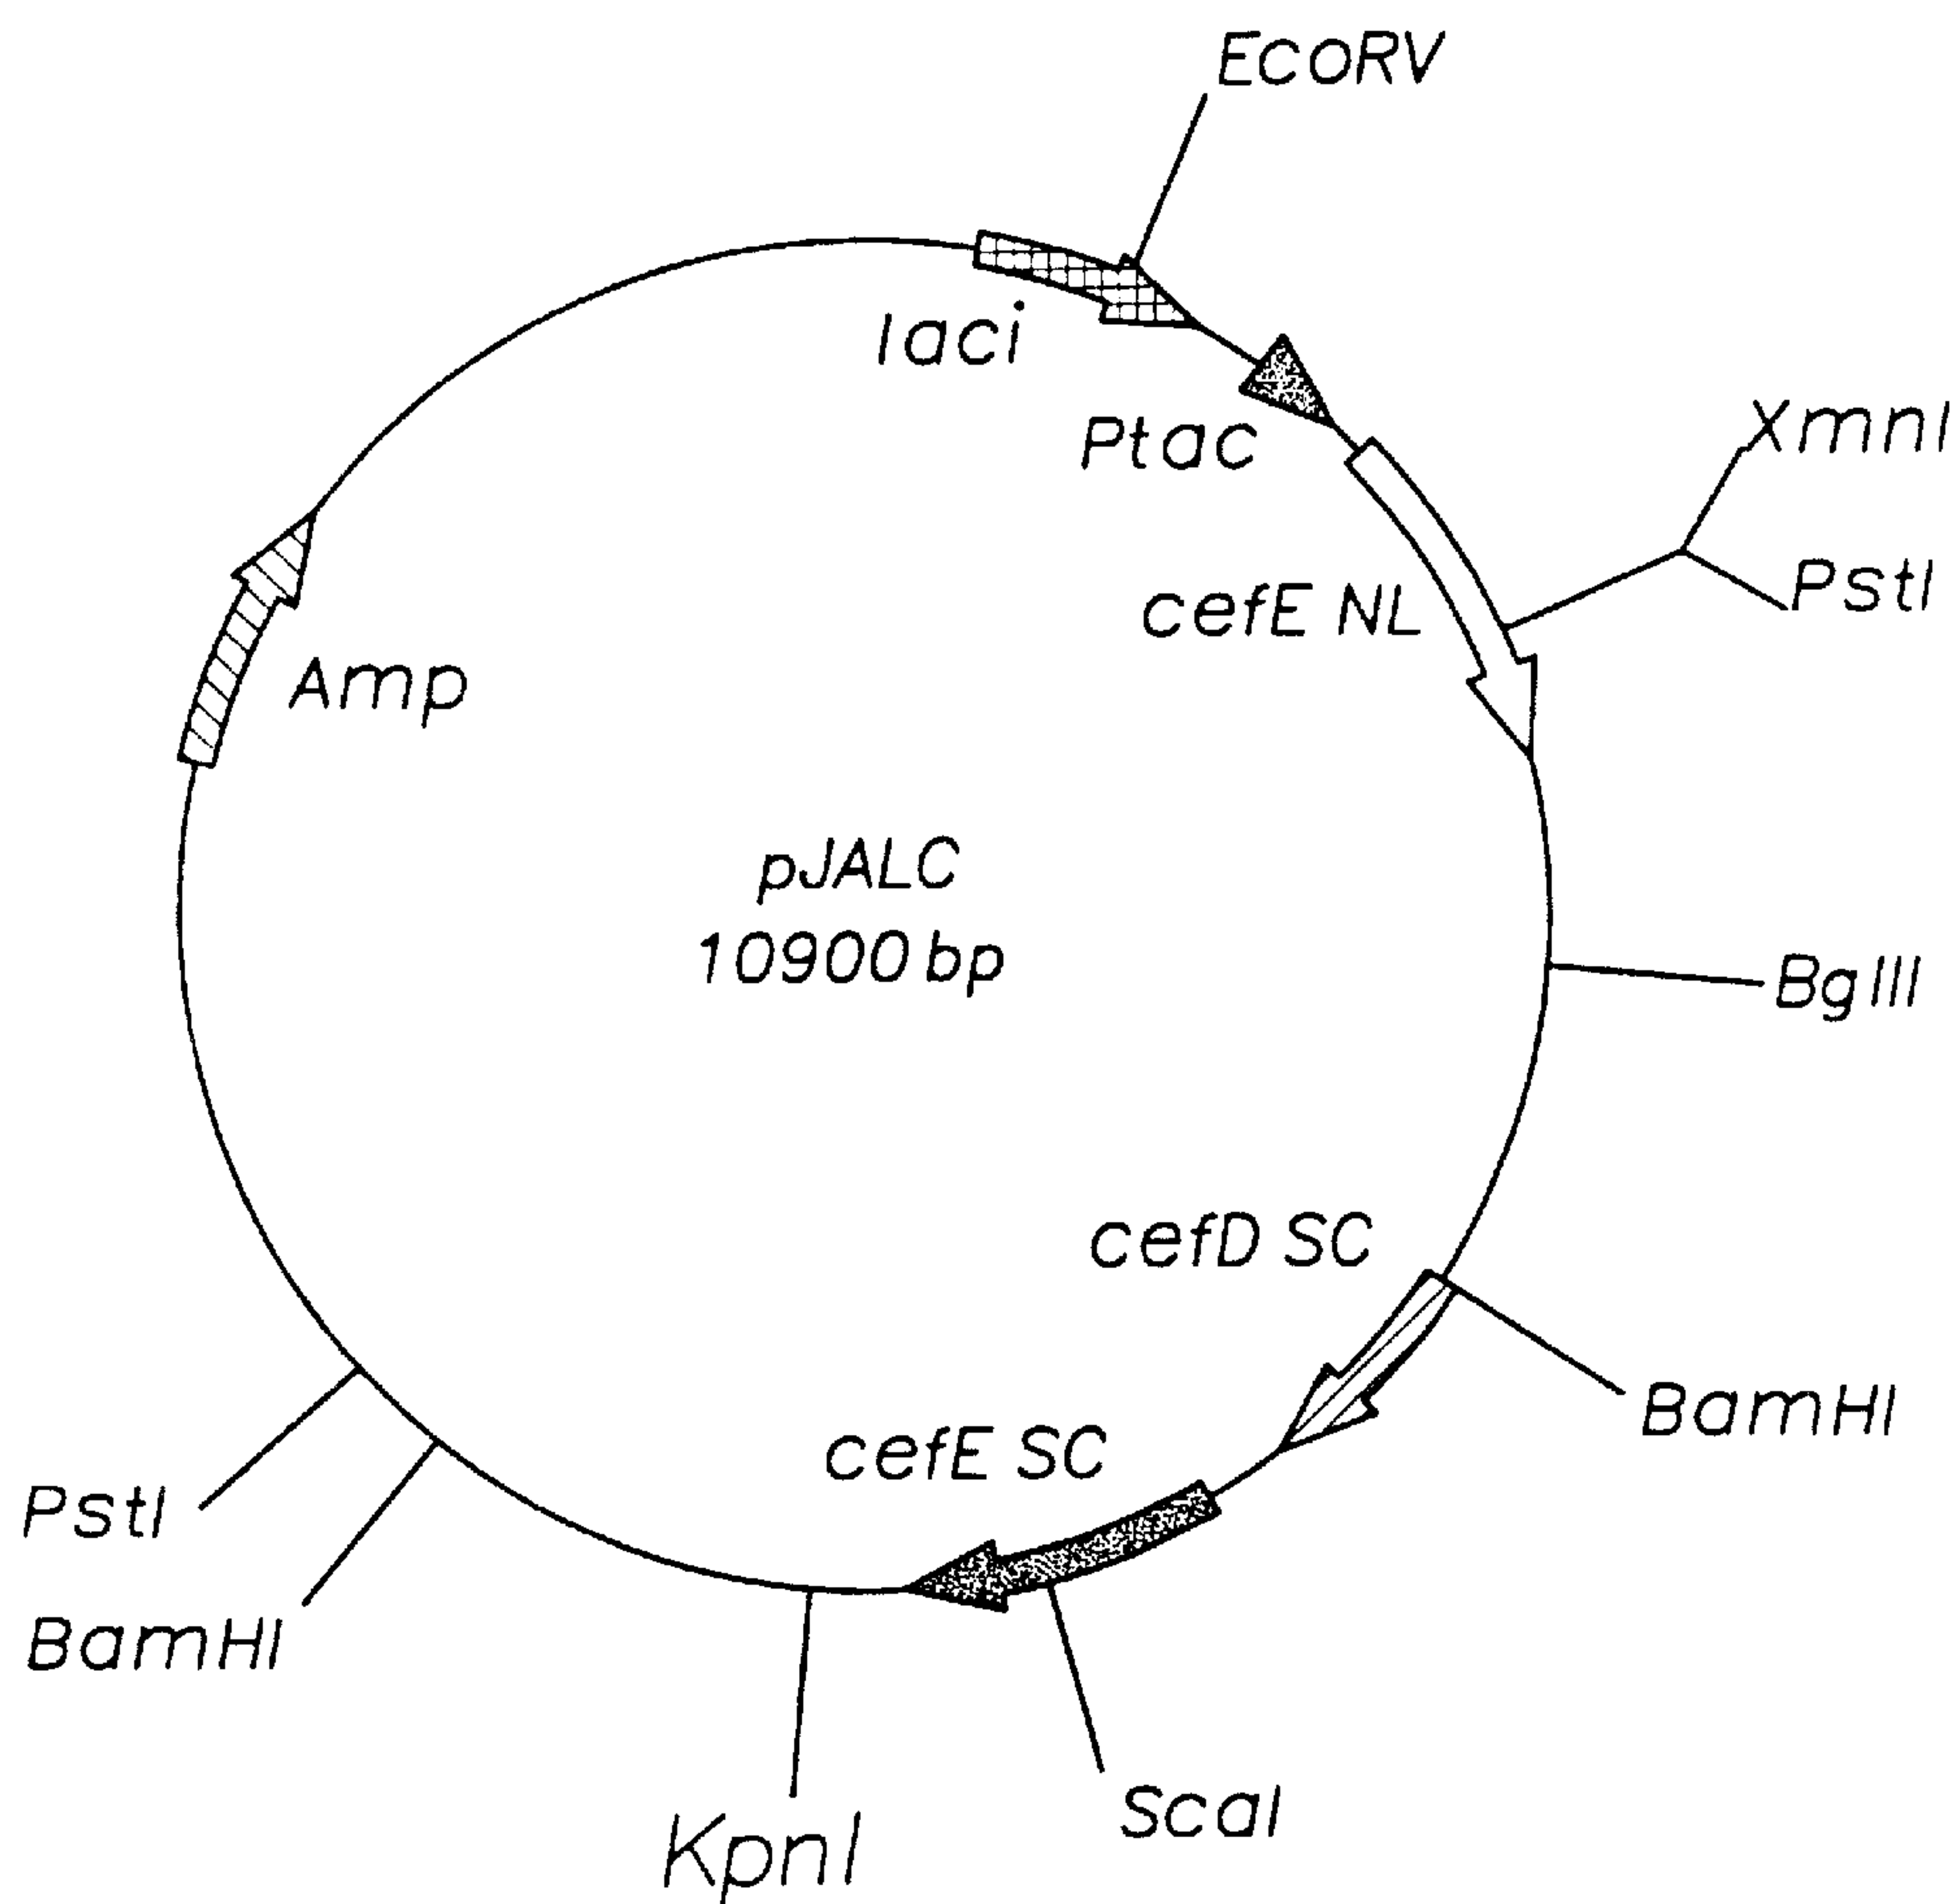 EcoRV
laci
Ptac
XmnI
PstI
cefE NL
Amp
pJALC
10900 bp
BglII
cefD SC
BamHI
cefE SC
PstI
BamHI
KpnI
ScaI